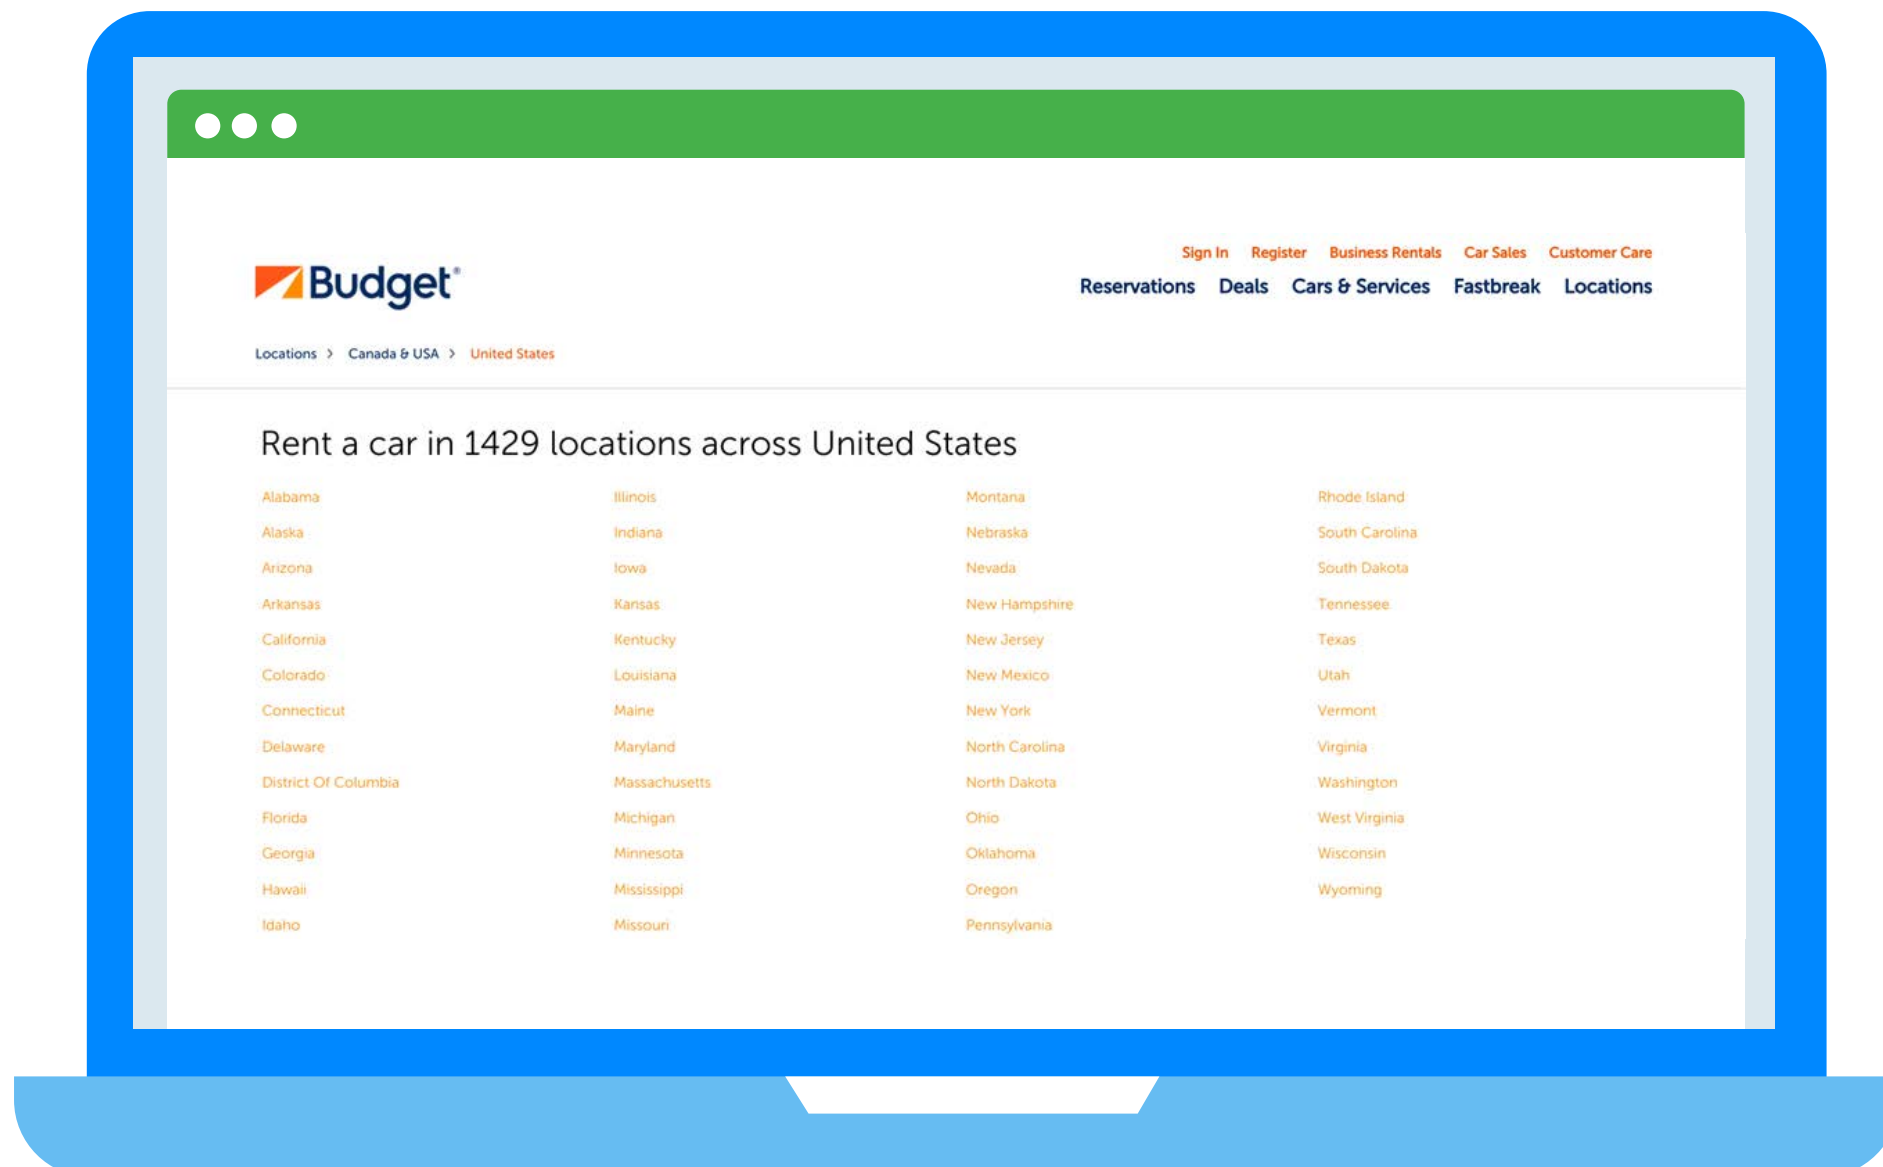 Sign In Register Business Rentals Car Sales Customer Care
Budget®
Reservations Deals Cars & Services Fastbreak Locations
Locations > Canada & USA > United States
Rent a car in 1429 locations across United States
Alabama
Alaska
Arizona
Arkansas
California
Colorado
Connecticut
Delaware
District Of Columbia
Florida
Georgia
Hawaii
Idaho
Illinois
Indiana
Iowa
Kansas
Kentucky
Louisiana
Maine
Maryland
Massachusetts
Michigan
Minnesota
Mississippi
Missouri
Montana
Nebraska
Nevada
New Hampshire
New Jersey
New Mexico
New York
North Carolina
North Dakota
Ohio
Oklahoma
Oregon
Pennsylvania
Rhode Island
South Carolina
South Dakota
Tennessee
Texas
Utah
Vermont
Virginia
Washington
West Virginia
Wisconsin
Wyoming